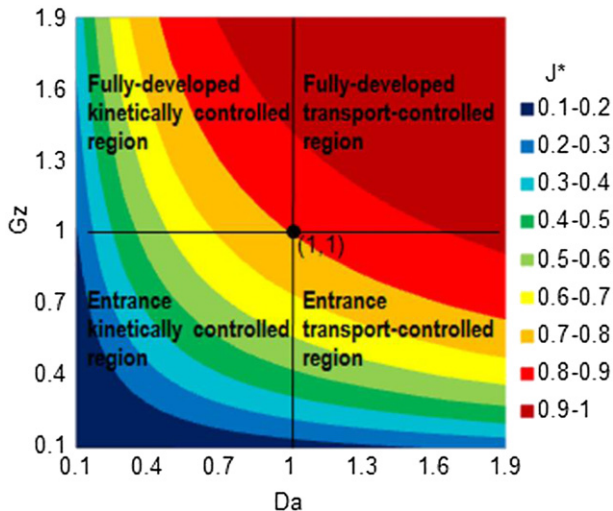 1.9
1.6
1.3
1
0.7
0.4
0.1
Gz
Fully-developed
kinetically controlled
region
Fully-developed
transport-controlled
region
(1,1)
Entrance
kinetically controlled
region
Entrance
transport-controlled
region
0.1 0.4 0.7 1 1.3 1.6 1.9
Da
J*
0.1-0.2
0.2-0.3
0.3-0.4
0.4-0.5
0.5-0.6
0.6-0.7
0.7-0.8
0.8-0.9
0.9-1